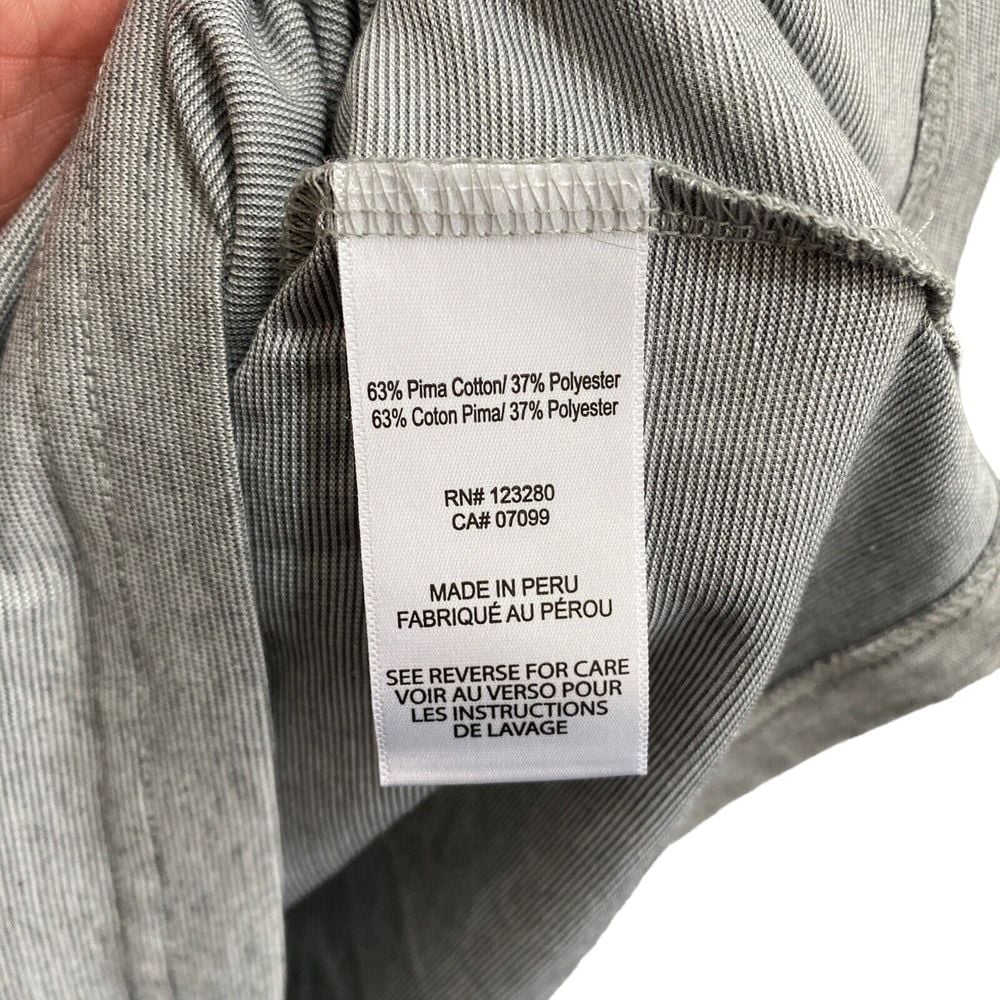 63% Pima Cotton/ 37% Polyester
63% Coton Pima/ 37% Polyester
RN# 123280
CA# 07099
MADE IN PERU
FABRIQUÉ AU PÉROU
SEE REVERSE FOR CARE
VOIR AU VERSO POUR
LES INSTRUCTIONS
DE LAVAGE